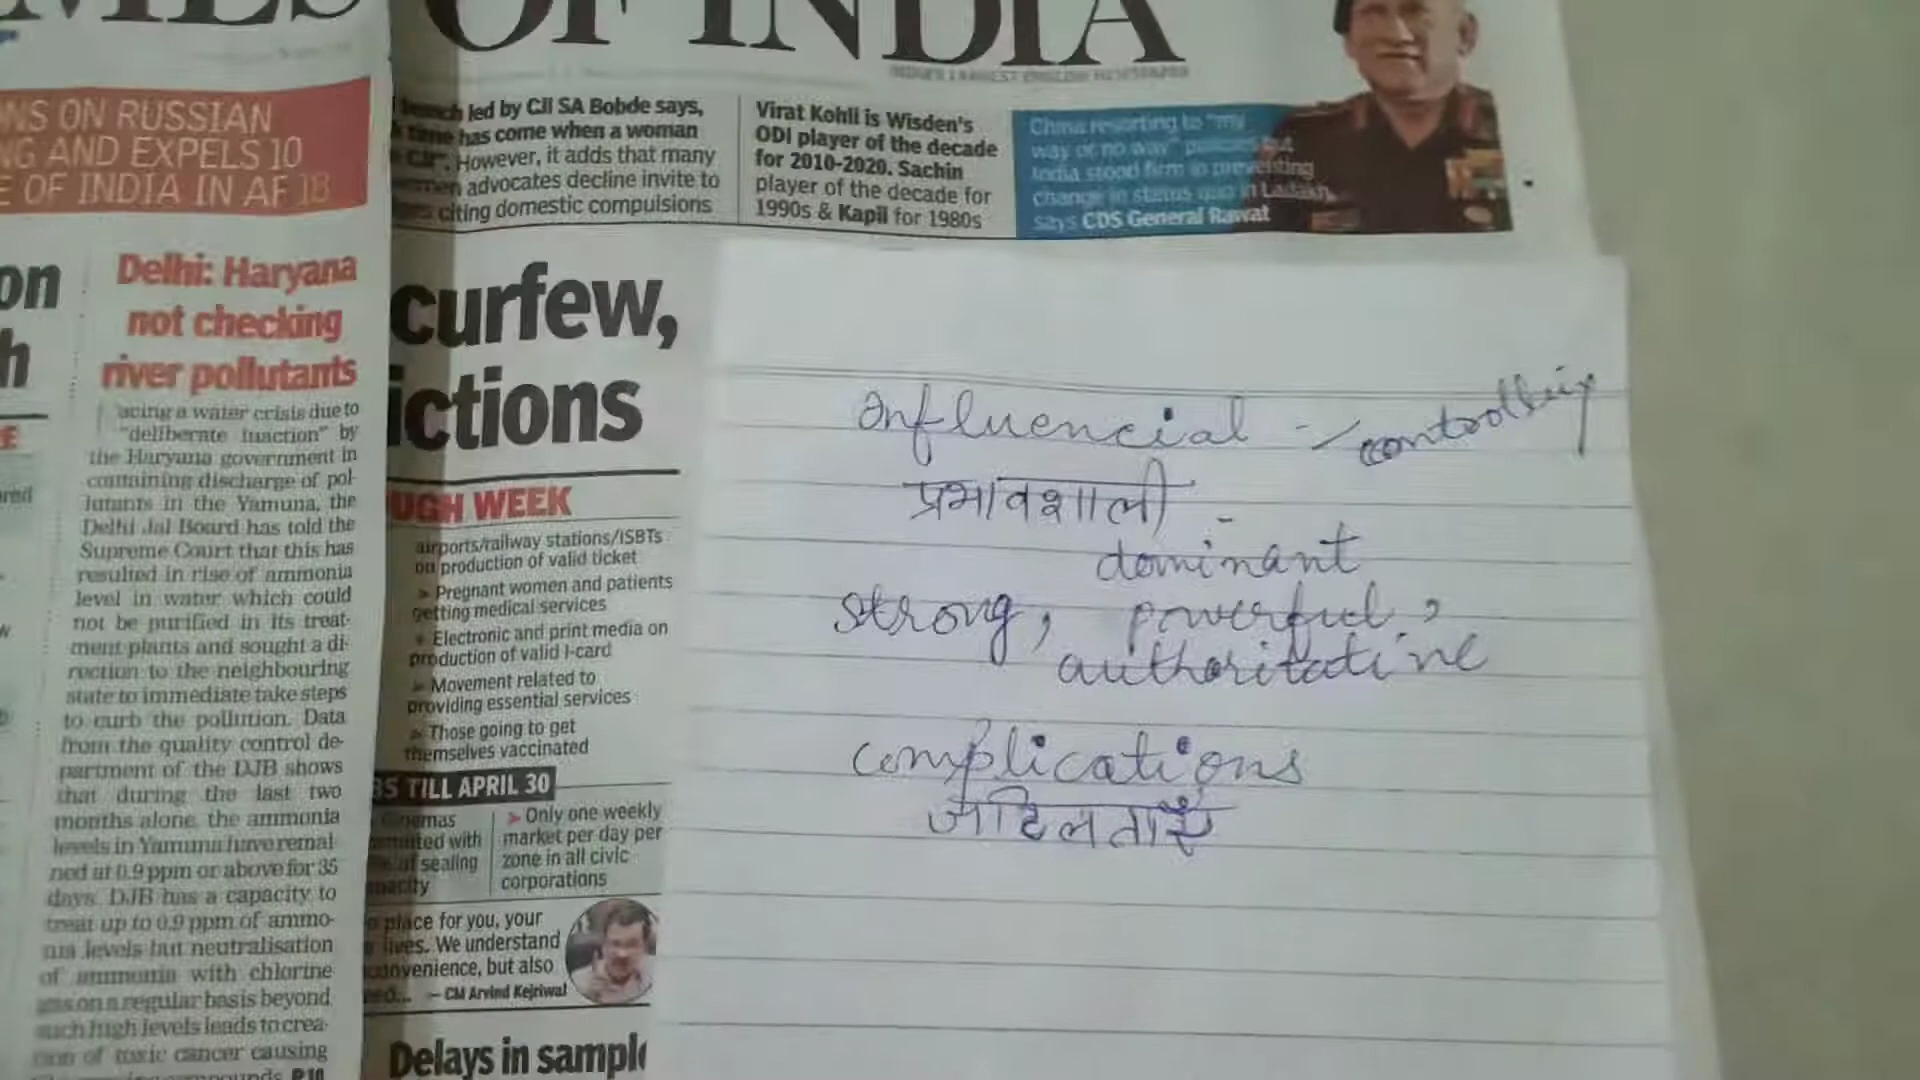 OF INDIA
INDIA'S LARGEST ENGLISH NEWSPAPER
NS ON RUSSIAN
NG AND EXPELS 10
E OF INDIA IN AF
led by CJI SA Bobde says,
has come when a woman
CJI". However, it adds that many
advocates decline invite to
citing domestic compulsions
Virat Kohli is Wisden's
ODI player of the decade
for 2010-2020. Sachin
player of the decade for
1990s & Kapil for 1980s
China resorting to "my
way or no way" but
India stood firm in preventing
change in status quo in Ladakh,
says CDS General Rawat
on
h
Delhi: Haryana
not checking
river pollutants
acing a water crisis due to
"deliberate inaction" by
the Haryana government in
containing discharge of pol-
lutants in the Yamuna, the
Delhi Jal Board has told the
Supreme Court that this has
resulted in rise of ammonia
level in water which could
not be purified in its treat-
ment plants and sought a di-
rection to the neighbouring
state to immediate take steps
to curb the pollution. Data
from the quality control de-
partment of the DJB shows
that during the last two
months alone, the ammonia
levels in Yamuna have remai-
ned at 0.9 ppm or above for 35
days. DJB has a capacity to
treat up to 0.9 ppm of ammo-
nia levels but neutralisation
of ammonia with chlorine
gas on a regular basis beyond
such high levels leads to crea-
tion of toxic cancer causing
P 10
curfew,
ictions
UGH WEEK
airports/railway stations/ISBTs
on production of valid ticket
➤ Pregnant women and patients
getting medical services
➤ Electronic and print media on
production of valid I-card
➤ Movement related to
providing essential services
➤ Those going to get
themselves vaccinated
BS TILL APRIL 30
Cinemas
with
of sealing
➤ Only one weekly
market per day per
zone in all civic
corporations
place for you, your
lives. We understand
convenience, but also
— CM Arvind Kejriwal
Delays in sampl
Influencial - controlling
प्रभावशाली -
dominant
strong, powerful,
authoritative
complications
जटिलताएँ